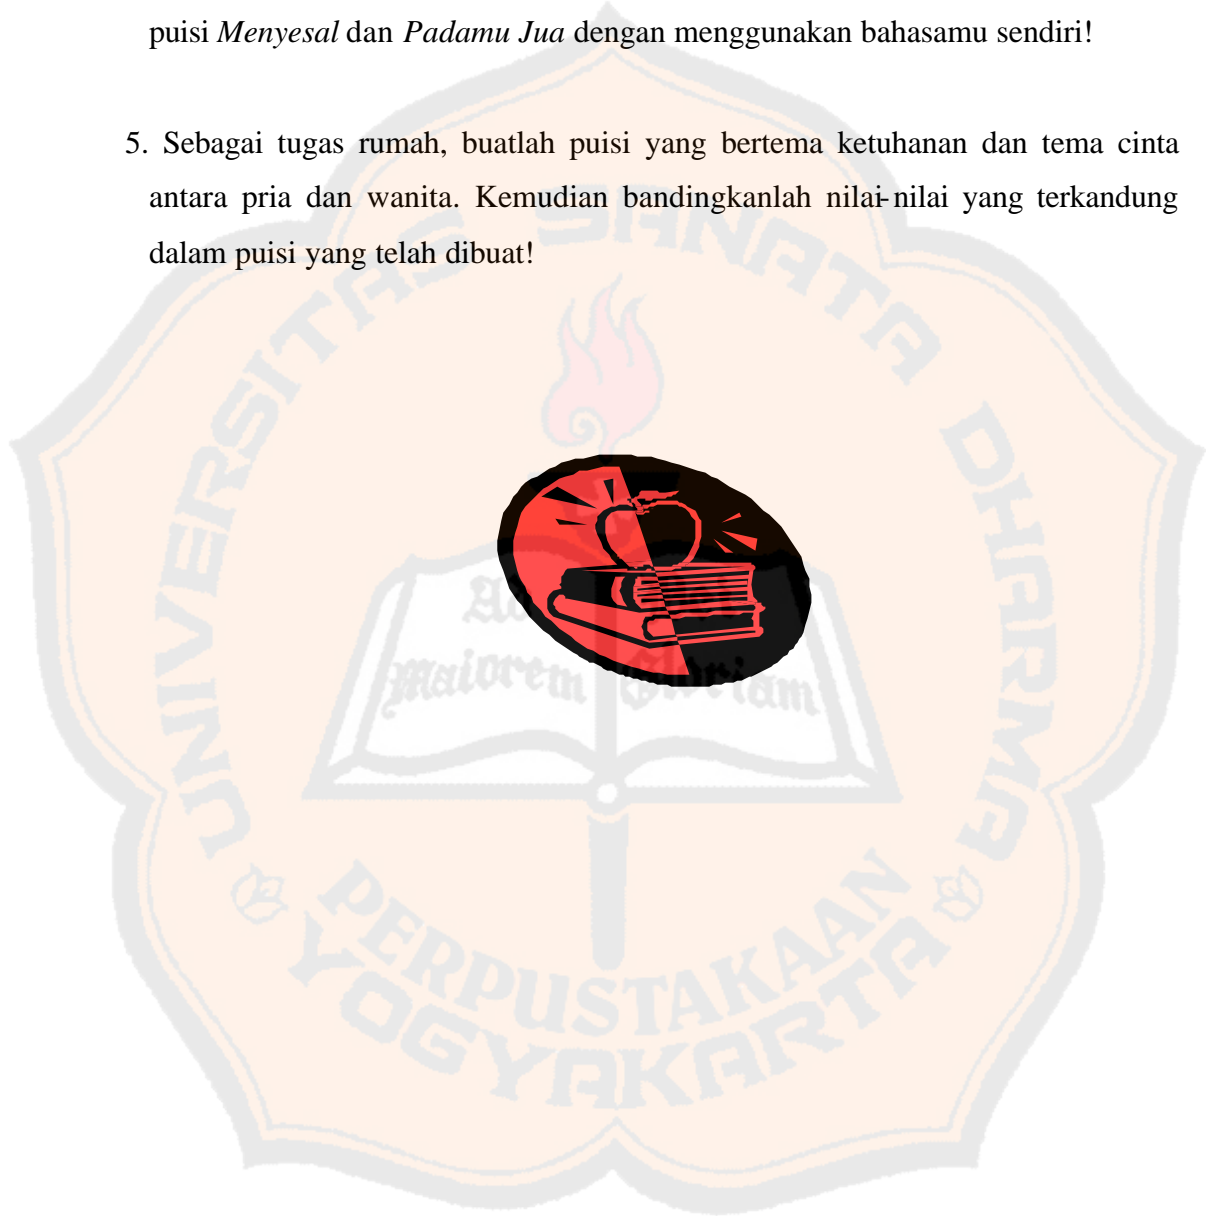 puisi Menyesal dan Padamu Jua dengan menggunakan bahasamu sendiri!
5. Sebagai tugas rumah, buatlah puisi yang bertema ketuhanan dan tema cinta
antara pria dan wanita. Kemudian bandingkanlah nilai-nilai yang terkandung
dalam puisi yang telah dibuat!
UNIVERSITAS SANATA DHARMA
maiorem Gloriam
PERPUSTAKAAN
YOGYAKARTA